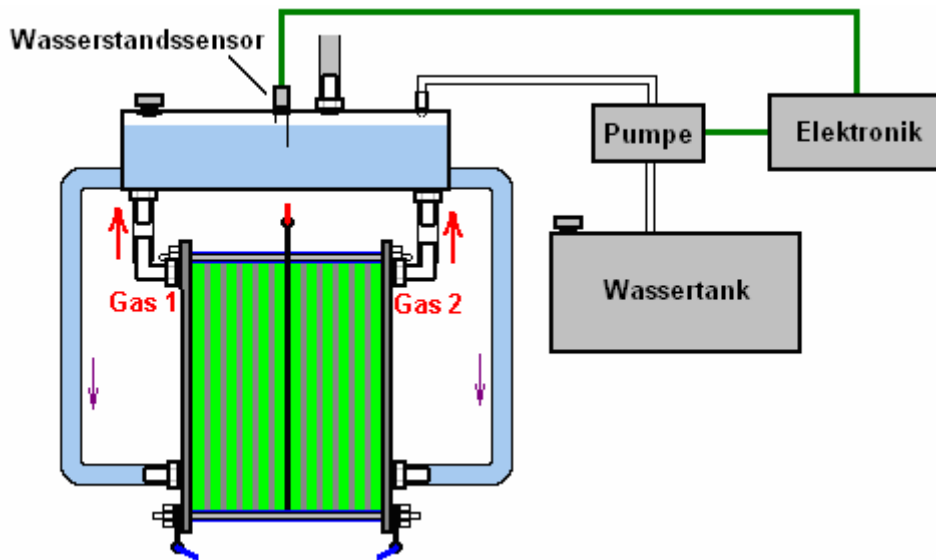 Wasserstandssensor
Pumpe
Elektronik
Wassertank
Gas 1
Gas 2